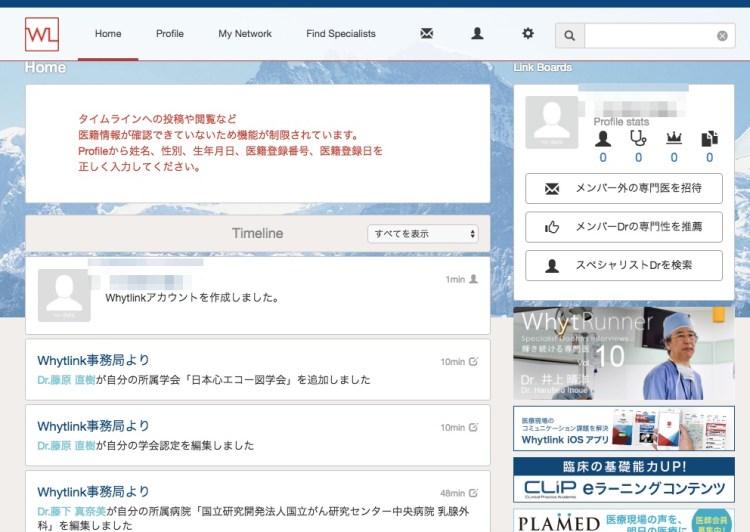 WL
Home
Profile
My Network
Find Specialists
Home
Link Boards
タイムラインへの投稿や閲覧など
医籍情報が確認できていないため機能が制限されています。
Profileから姓名、性別、生年月日、医籍登録番号、医籍登録日を
正しく入力してください。
Profile stats
0
0
0
0
メンバー外の専門医を招待
メンバーDrの専門性を推薦
スペシャリストDrを検索
Timeline
すべてを表示
1min
Whytlinkアカウントを作成しました。
Whytlink事務局より
10min
Dr.藤原 直樹が自分の所属学会「日本心エコー図学会」を追加しました
Whytlink事務局より
10min
Dr.藤原 直樹が自分の学会認定を編集しました
Whytlink事務局より
48min
Dr.藤下 真奈美が自分の所属病院「国立研究開発法人国立がん研究センター中央病院 乳腺外
科」を編集しました
WhytRunner
Specialist Doctors Interviews
輝き続ける専門医
Vol. 10
Dr. 井上 晴洋
Dr. Haruhiro Inoue
医療現場の
コミュニケーション課題を解決
Whytlink iOS アプリ
臨床の基礎能力UP!
CLiP eラーニングコンテンツ
Clinical Practice Academy
PLAMED
医療現場の声を、
明日の医療に
医師会員
募集中!